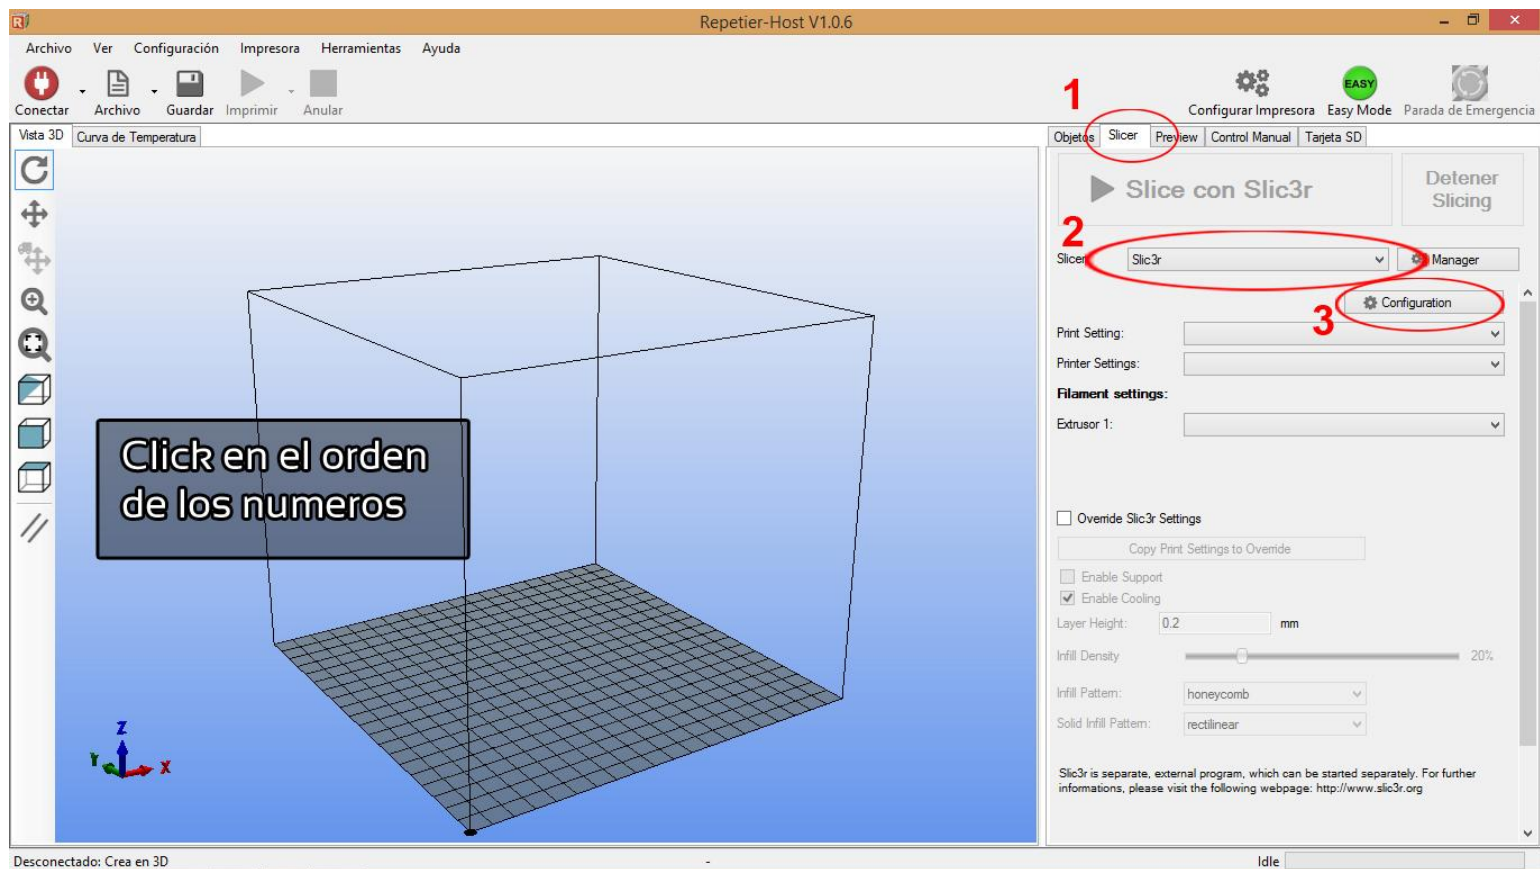 Repetier-Host V1.0.6
Archivo Ver Configuración Impresora Herramientas Ayuda
Conectar Archivo Guardar Imprimir Anular
1
EASY
Configurar Impresora Easy Mode Parada de Emergencia
Vista 3D Curva de Temperatura
Objetos Slicer Preview Control Manual Tarjeta SD
Slice con Slic3r
Detener
Slicing
2
Slicer Slic3r Manager
Configuration
3
Print Setting:
Printer Settings:
Filament settings:
Extrusor 1:
Click en el orden
de los numeros
Override Slic3r Settings
Copy Print Settings to Override
Enable Support
Enable Cooling
Layer Height: 0.2 mm
Infill Density 20%
Infill Pattern: honeycomb
Solid Infill Pattern: rectilinear
Z
Y X
Slic3r is separate, external program, which can be started separately. For further
informations, please visit the following webpage: http://www.slic3r.org
Desconectado: Crea en 3D - Idle